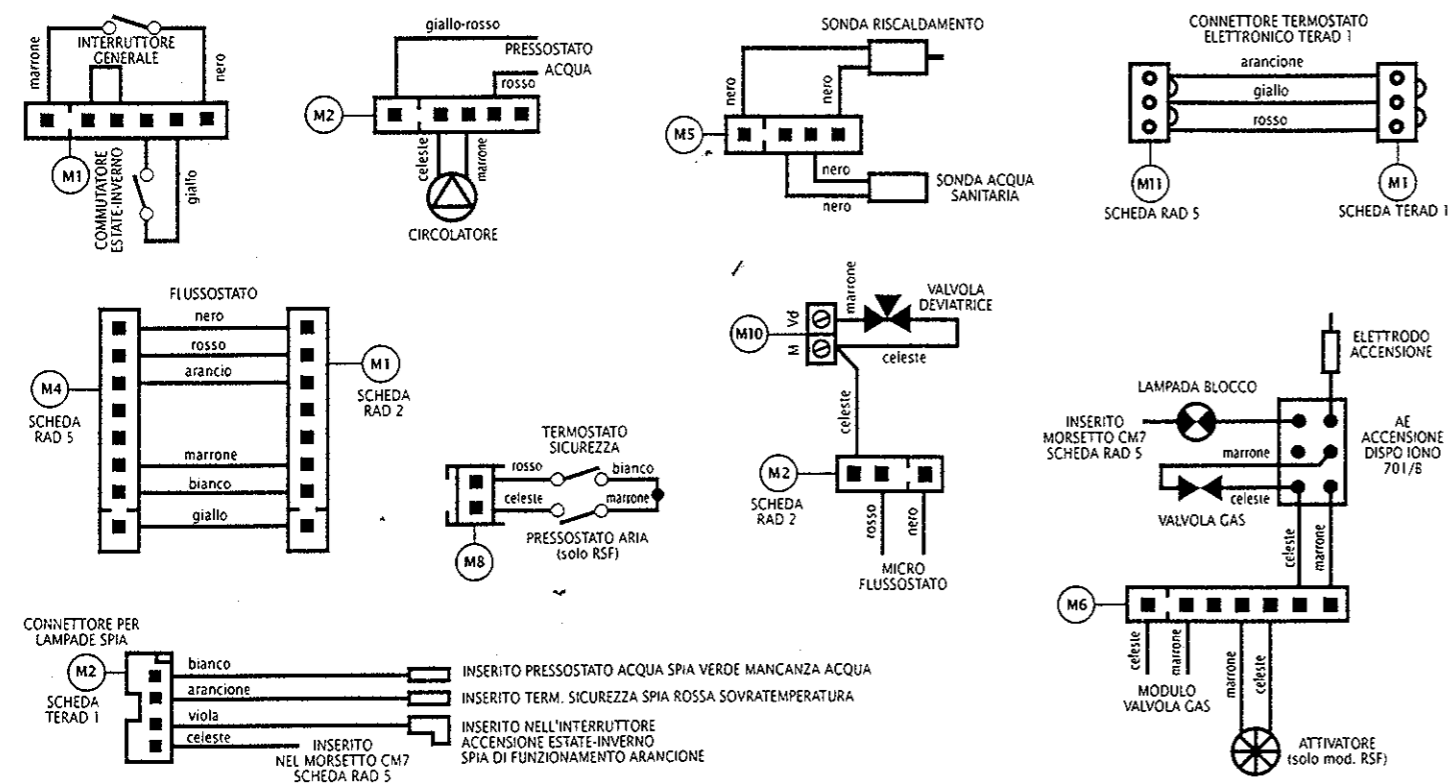 marrone
INTERRUTTORE
GENERALE
nero
M1
COMMUTATORE
ESTATE-INVERNO
giallo
giallo-rosso
PRESSOSTATO
ACQUA
rosso
M2
celeste
marrone
CIRCOLATORE
SONDA RISCALDAMENTO
nero
nero
M5
nero
nero
SONDA ACQUA
SANITARIA
CONNETTORE TERMOSTATO
ELETTRONICO TERAD 1
arancione
giallo
rosso
M11
SCHEDA RAD 5
M1
SCHEDA TERAD 1
FLUSSOSTATO
nero
rosso
arancio
M4
SCHEDA
RAD 5
M1
SCHEDA
RAD 2
marrone
bianco
giallo
TERMOSTATO
SICUREZZA
rosso
bianco
celeste
marrone
PRESSOSTATO ARIA
(solo RSF)
M8
marrone
VALVOLA
DEVIATRICE
Vd
M10
M
celeste
celeste
M2
SCHEDA
RAD 2
rosso
nero
MICRO
FLUSSOSTATO
ELETTRODO
ACCENSIONE
LAMPADA BLOCCO
INSERITO
MORSETTO CM7
SCHEDA RAD 5
AE
ACCENSIONE
DISPO IONO
701/B
marrone
celeste
VALVOLA GAS
celeste
marrone
M6
celeste
marrone
MODULO
VALVOLA GAS
marrone
celeste
ATTIVATORE
(solo mod. RSF)
CONNETTORE PER
LAMPADE SPIA
M2
SCHEDA
TERAD 1
bianco
INSERITO PRESSOSTATO ACQUA SPIA VERDE MANCANZA ACQUA
arancione
INSERITO TERM. SICUREZZA SPIA ROSSA SOVRATEMPERATURA
viola
INSERITO NELL'INTERRUTTORE
ACCENSIONE ESTATE-INVERNO
SPIA DI FUNZIONAMENTO ARANCIONE
celeste
INSERITO
NEL MORSETTO CM7
SCHEDA RAD 5